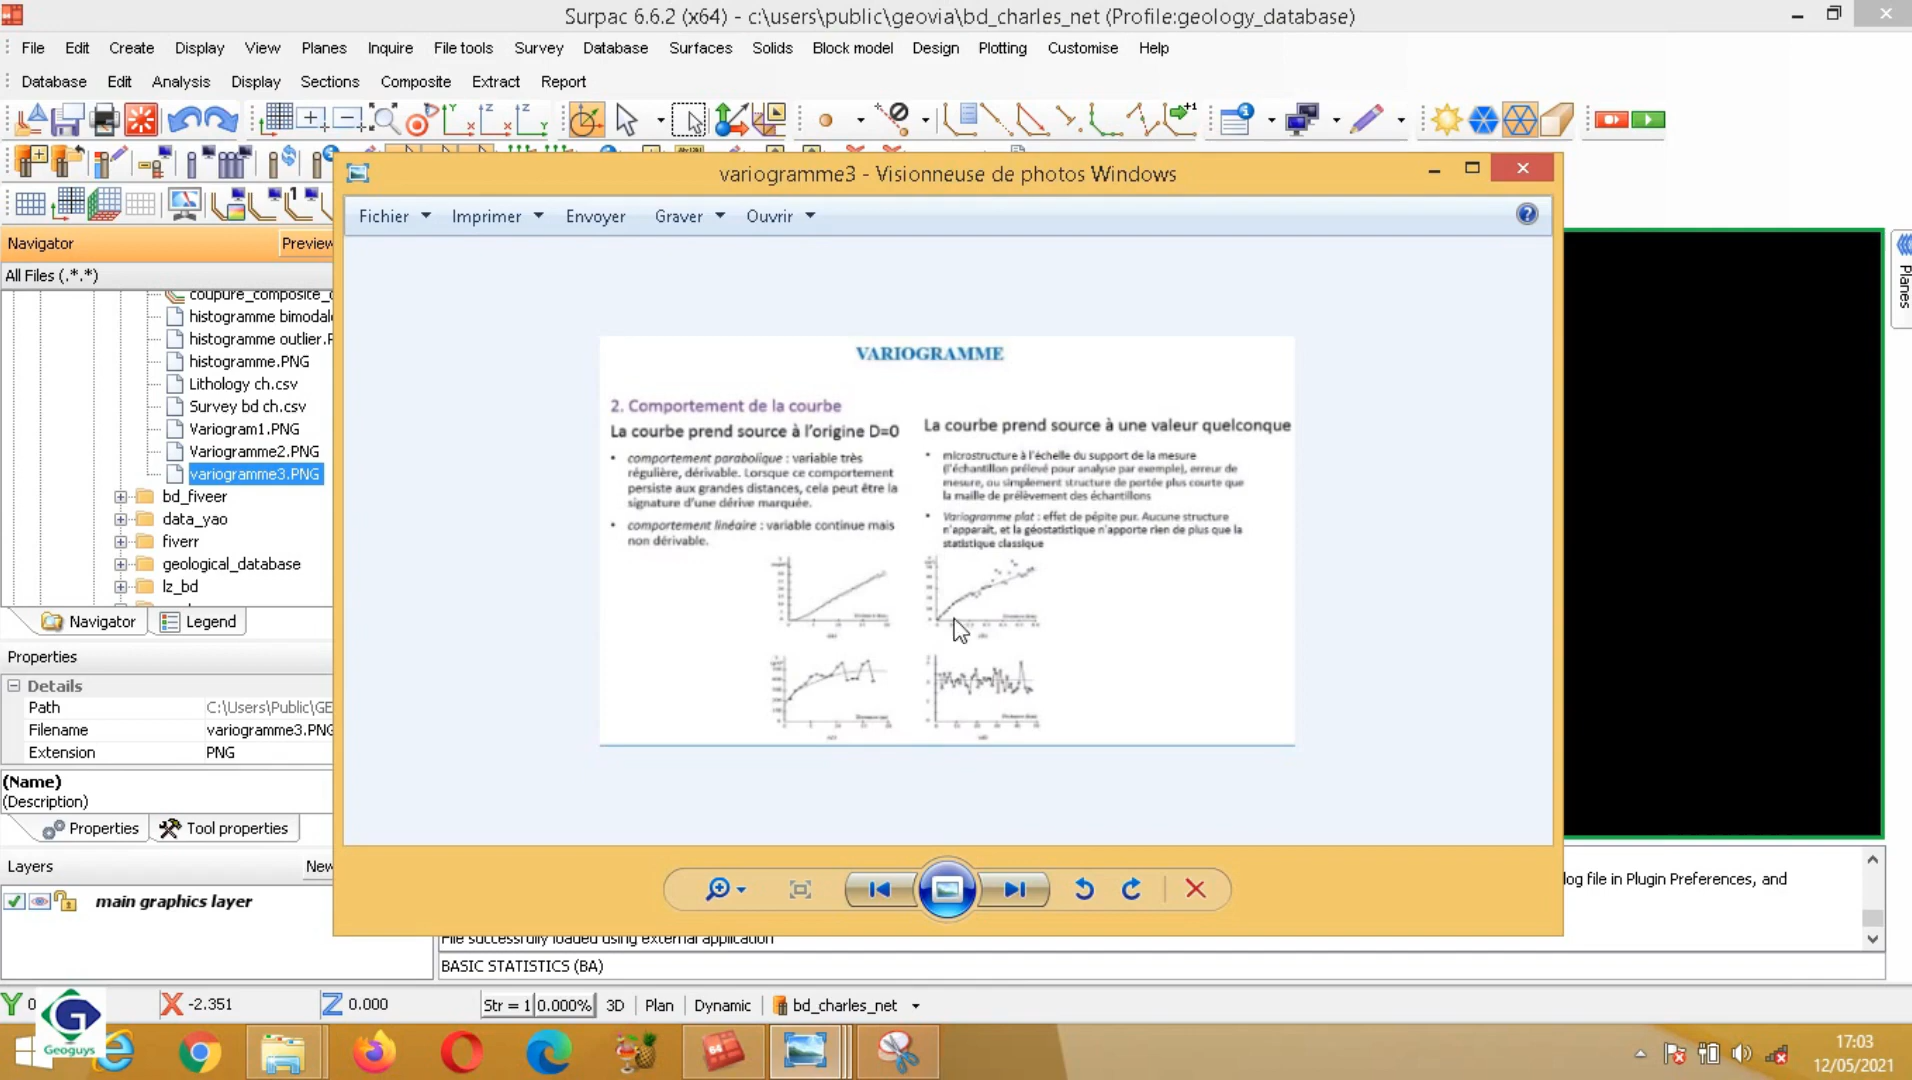 Surpac 6.6.2 (x64) - c:\users\public\geovia\bd_charles_net (Profile:geology_database)
File Edit Create Display View Planes Inquire File tools Survey Database Surfaces Solids Block model Design Plotting Customise Help
Database Edit Analysis Display Sections Composite Extract Report
variogramme3 - Visionneuse de photos Windows
Fichier Imprimer Envoyer Graver Ouvrir
Navigator Preview
All Files (.*.*)
coupure_composite_
histogramme bimodale
histogramme outlier.P
histogramme.PNG
Lithology ch.csv
Survey bd ch.csv
Variogram1.PNG
Variogramme2.PNG
variogramme3.PNG
bd_fiveer
data_yao
fiverr
geological_database
lz_bd
Navigator Legend
Planes
VARIOGRAMME
2. Comportement de la courbe
La courbe prend source à l'origine D=0
• comportement parabolique : variable très
régulière, dérivable. Lorsque ce comportement
persiste aux grandes distances, cela peut être la
signature d'une dérive marquée.
• comportement linéaire : variable continue mais
non dérivable.
La courbe prend source à une valeur quelconque
• microstructure à l'échelle du support de la mesure
(l'échantillon prélevé pour analyse par exemple), erreur de
mesure, ou simplement structure de portée plus courte que
la maille de prélèvement des échantillons
• Variogramme plat : effet de pépite pur. Aucune structure
n'apparait, et la géostatistique n'apporte rien de plus que la
statistique classique
Properties
Details
Path C:\Users\Public\GE
Filename variogramme3.PNG
Extension PNG
(Name)
(Description)
Properties Tool properties
Layers New
main graphics layer
log file in Plugin Preferences, and
File successfully loaded using external application
BASIC STATISTICS (BA)
Y 0 X -2.351 Z 0.000 Str = 1 0.000% 3D Plan Dynamic bd_charles_net
Geoguys
17:03
12/05/2021